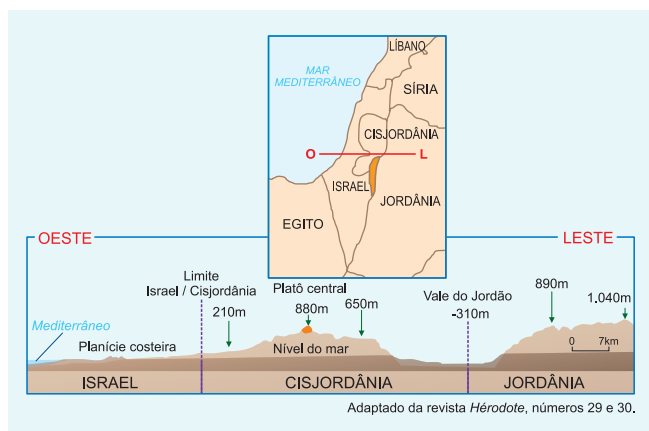 LÍBANO
MAR
MEDITERRÂNEO
SÍRIA
CISJORDÂNIA
O
L
ISRAEL
JORDÂNIA
EGITO
OESTE
LESTE
Limite
Israel / Cisjordânia
210m
Platô central
880m
650m
Vale do Jordão
-310m
890m
1.040m
Mediterrâneo
Planície costeira
Nível do mar
0 7km
ISRAEL
CISJORDÂNIA
JORDÂNIA
Adaptado da revista Hérodote, números 29 e 30.